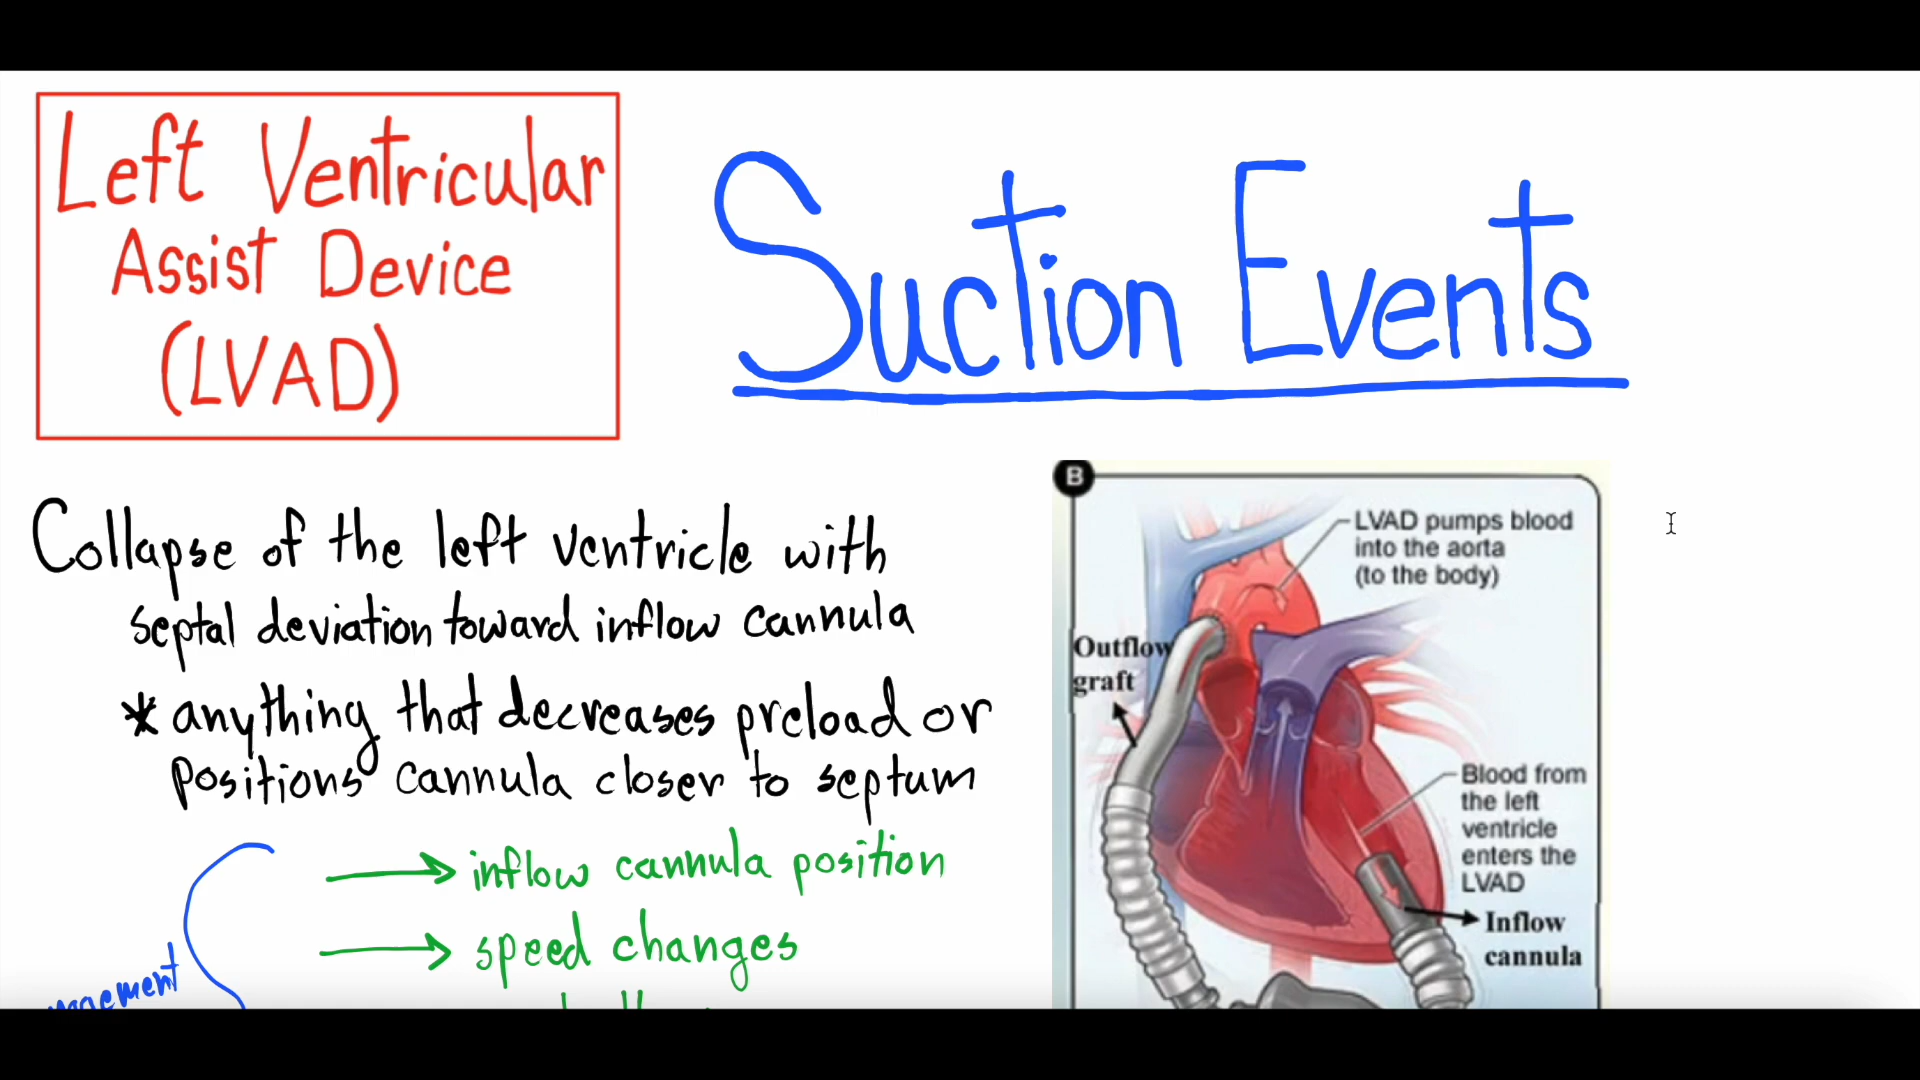 Left Ventricular
Assist Device
(LVAD)
Suction Events
Collapse of the left ventricle with
septal deviation toward inflow cannula
* anything that decreases preload or
positions cannula closer to septum
→ inflow cannula position
→ speed changes
B
LVAD pumps blood
into the aorta
(to the body)
Outflow
graft
Blood from
the left
ventricle
enters the
LVAD
Inflow
cannula